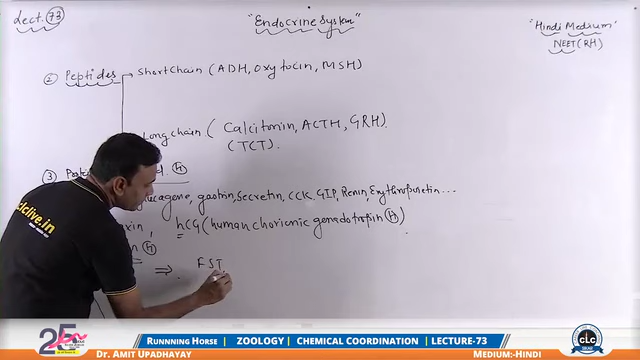 Lect. 73
"Endocrine System"
"Hindi Medium"
NEET(RH)
② Peptides → Short Chain (ADH, Oxytocin, MSH)
Long chain ( Calcitonin, ACTH, GRH)
(TCT).
③
gastrin, Secretin, CCK, GIP, Renin, Erythropoietin ...
hCG (human chorionic gonadotropin (h)
⇒ FST
clclive.in
25
CLC
RUNNNING HORSE | ZOOLOGY | CHEMICAL COORDINATION | LECTURE-73
DR. AMIT UPADHAYAY
MEDIUM:-HINDI